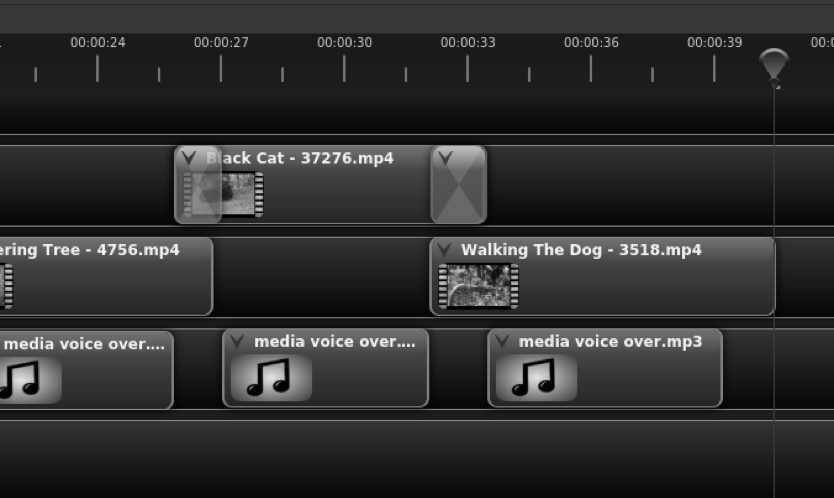 00:00:24 00:00:27 00:00:30 00:00:33 00:00:36 00:00:39 00:0
Black Cat - 37276.mp4
ering Tree - 4756.mp4 Walking The Dog - 3518.mp4
media voice over.... media voice over.... media voice over.mp3